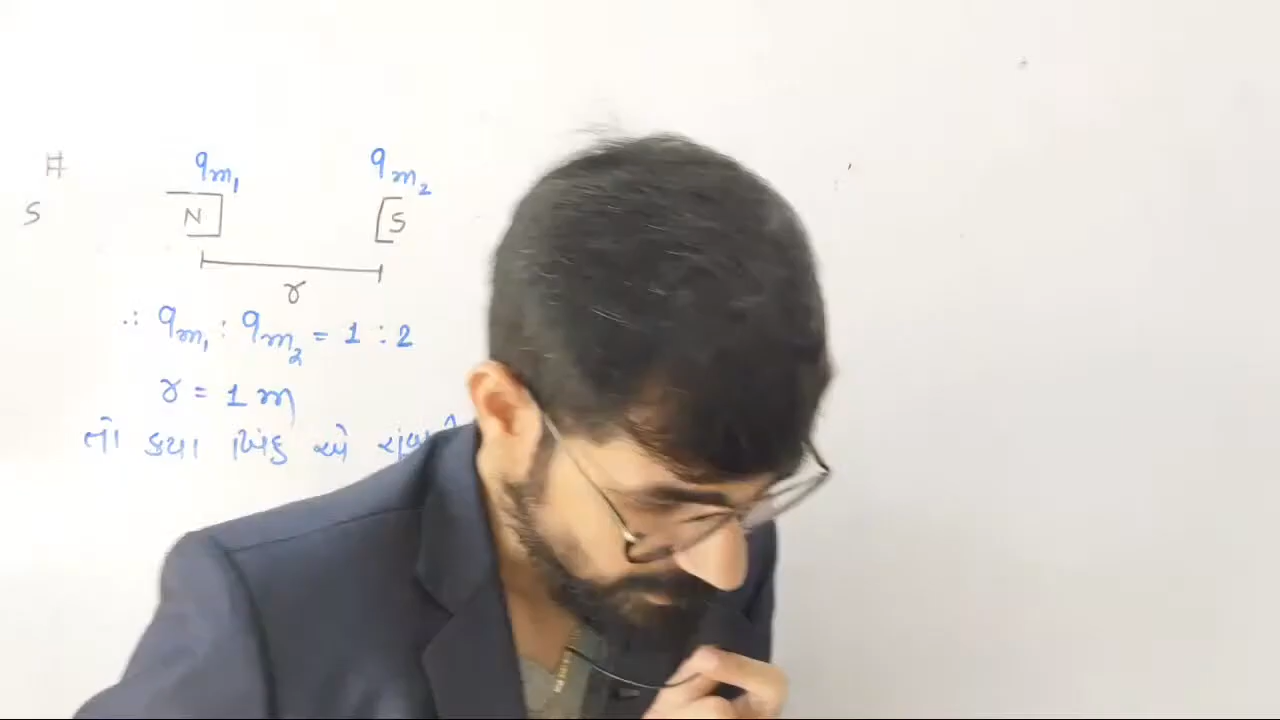 #
qm₁ qm₂
S N S
r
∴ qm₁ : qm₂ = 1 : 2
r = 1 m
તો કયા બિંદુ એ